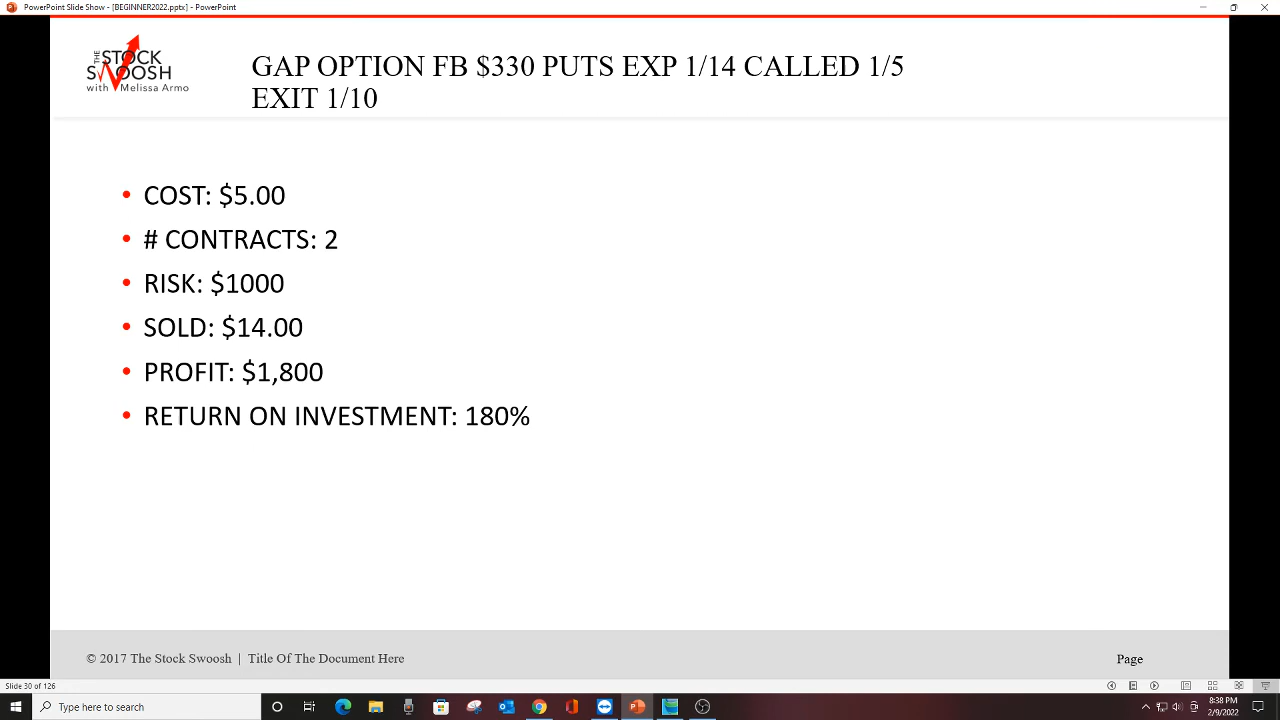 PowerPoint Slide Show - [BEGINNER2022.pptx] - PowerPoint
THE
STOCK
SWOOSH
with Melissa Armo
GAP OPTION FB $330 PUTS EXP 1/14 CALLED 1/5
EXIT 1/10
• COST: $5.00
• # CONTRACTS: 2
• RISK: $1000
• SOLD: $14.00
• PROFIT: $1,800
• RETURN ON INVESTMENT: 180%
© 2017 The Stock Swoosh | Title Of The Document Here
Page
Slide 30 of 126
Type here to search
8:38 PM
2/9/2022